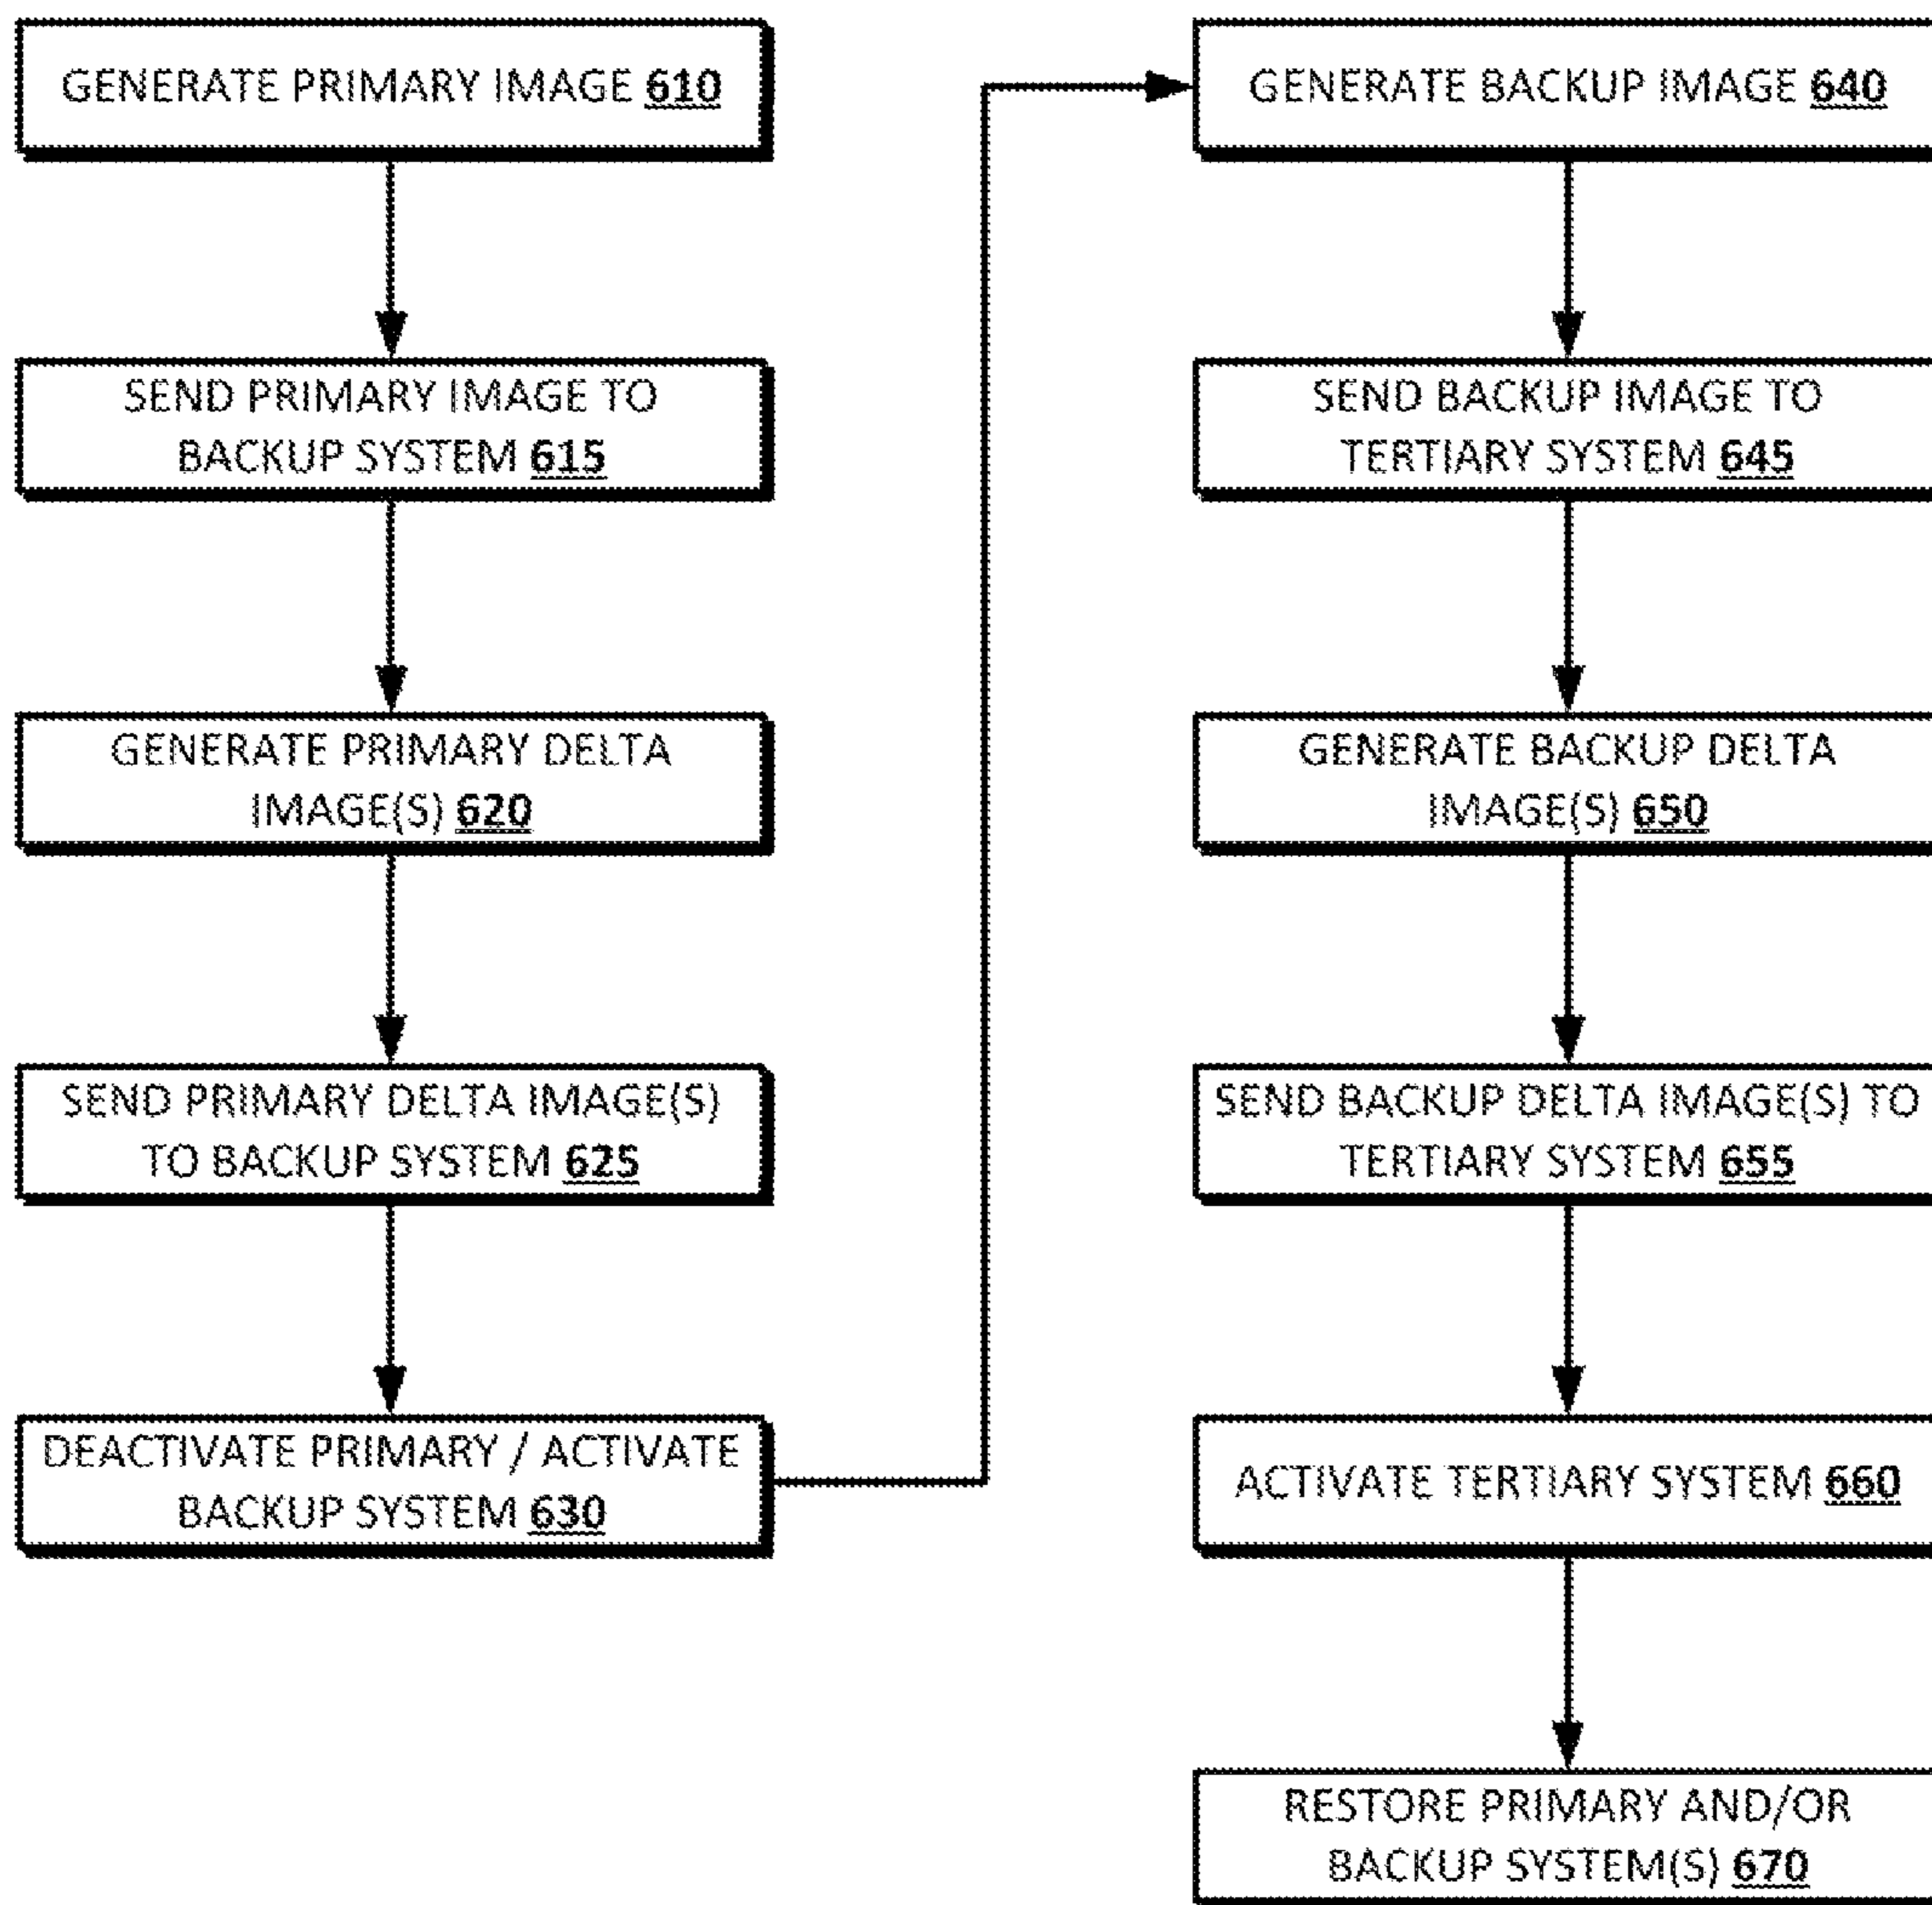 GENERATE PRIMARY IMAGE 610
SEND PRIMARY IMAGE TO
BACKUP SYSTEM 615
GENERATE PRIMARY DELTA
IMAGE(S) 620
SEND PRIMARY DELTA IMAGE(S)
TO BACKUP SYSTEM 625
DEACTIVATE PRIMARY / ACTIVATE
BACKUP SYSTEM 630
GENERATE BACKUP IMAGE 640
SEND BACKUP IMAGE TO
TERTIARY SYSTEM 645
GENERATE BACKUP DELTA
IMAGE(S) 650
SEND BACKUP DELTA IMAGE(S) TO
TERTIARY SYSTEM 655
ACTIVATE TERTIARY SYSTEM 660
RESTORE PRIMARY AND/OR
BACKUP SYSTEM(S) 670